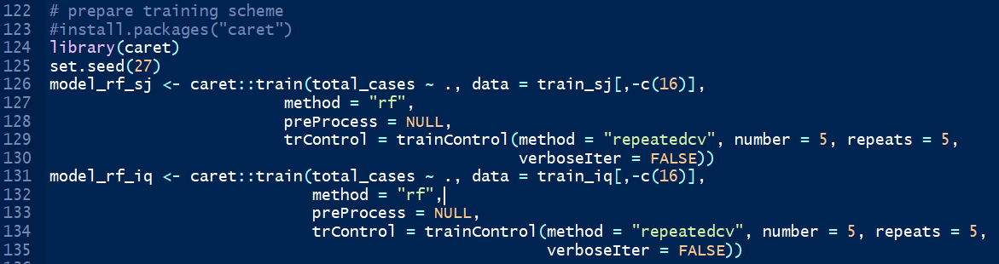 122 # prepare training scheme
123 #install.packages("caret")
124 library(caret)
125 set.seed(27)
126 model_rf_sj <- caret::train(total_cases ~ ., data = train_sj[,-c(16)],
127                          method = "rf",
128                          preProcess = NULL,
129                          trControl = trainControl(method = "repeatedcv", number = 5, repeats = 5,
130                                                   verboseIter = FALSE))
131 model_rf_iq <- caret::train(total_cases ~ ., data = train_iq[,-c(16)],
132                             method = "rf",
133                             preProcess = NULL,
134                             trControl = trainControl(method = "repeatedcv", number = 5, repeats = 5,
135                                                      verboseIter = FALSE))